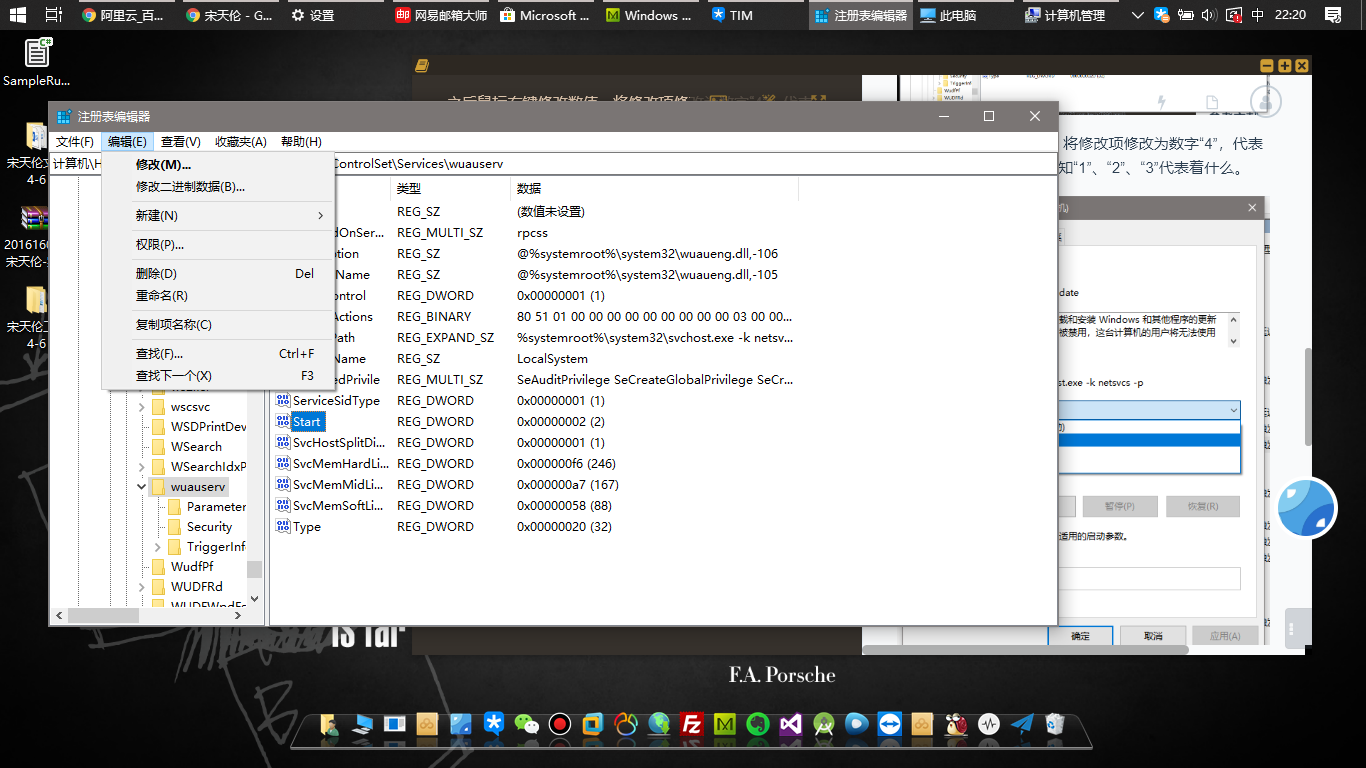 阿里云_百...
宋天伦 - G...
设置
网易邮箱大师
Microsoft ...
Windows ...
TIM
注册表编辑器
此电脑
计算机管理
中
22:20
SampleRu...
宋天伦
4-6
2016160
宋天伦-
宋天伦
4-6
注册表编辑器
文件(F) 编辑(E) 查看(V) 收藏夹(A) 帮助(H)
计算机\H
ControlSet\Services\wuauserv
修改(M)...
修改二进制数据(B)...
新建(N)
权限(P)...
删除(D) Del
重命名(R)
复制项名称(C)
查找(F)... Ctrl+F
查找下一个(X) F3
wscsvc
WSDPrintDev
WSearch
WSearchIdxP
wuauserv
Parameter
Security
TriggerInf
WudfPf
WUDFRd
类型 数据
REG_SZ (数值未设置)
dOnSer... REG_MULTI_SZ rpcss
tion REG_SZ @%systemroot%\system32\wuaueng.dll,-106
Name REG_SZ @%systemroot%\system32\wuaueng.dll,-105
ontrol REG_DWORD 0x00000001 (1)
Actions REG_BINARY 80 51 01 00 00 00 00 00 00 00 00 00 03 00 00...
ath REG_EXPAND_SZ %systemroot%\system32\svchost.exe -k netsv...
Name REG_SZ LocalSystem
edPrivile REG_MULTI_SZ SeAuditPrivilege SeCreateGlobalPrivilege SeCr...
ServiceSidType REG_DWORD 0x00000001 (1)
Start REG_DWORD 0x00000002 (2)
SvcHostSplitDi... REG_DWORD 0x00000001 (1)
SvcMemHardLi... REG_DWORD 0x000000f6 (246)
SvcMemMidLi... REG_DWORD 0x000000a7 (167)
SvcMemSoftLi... REG_DWORD 0x00000058 (88)
Type REG_DWORD 0x00000020 (32)
将修改项修改为数字“4”，代表
知“1”、“2”、“3”代表着什么。
date
载和安装 Windows 和其他程序的更新
被禁用，这台计算机的用户将无法使用
st.exe -k netsvcs -p
暂停(P) 恢复(R)
适用的启动参数。
确定 取消 应用(A)
is far
F.A. Porsche